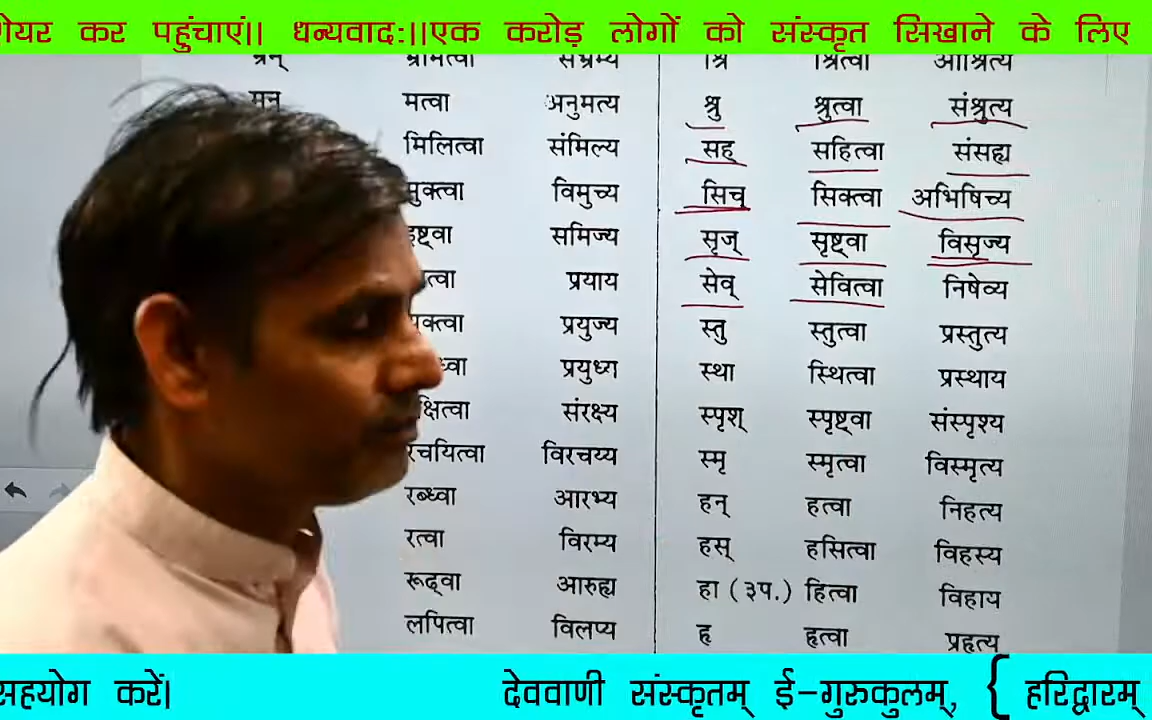 शेयर कर पहुंचाएं|| धन्यवादः||एक करोड़ लोगों को संस्कृत सिखाने के लिए
श्रि श्रित्वा आश्रित्य
मन् मत्वा अनुमत्य श्रु श्रुत्वा संश्रुत्य
मिलित्वा संमिल्य सह् सहित्वा संसह्य
मुक्त्वा विमुच्य सिच् सिक्त्वा अभिषिच्य
समिज्य सृज् सृष्ट्वा विसृज्य
प्रयाय सेव् सेवित्वा निषेव्य
प्रयुज्य स्तु स्तुत्वा प्रस्तुत्य
प्रयुध्य स्था स्थित्वा प्रस्थाय
संरक्ष्य स्पृश् स्पृष्ट्वा संस्पृश्य
रचयित्वा विरचय्य स्मृ स्मृत्वा विस्मृत्य
रब्ध्वा आरभ्य हन् हत्वा निहत्य
रत्वा विरम्य हस् हसित्वा विहस्य
रूढ्वा आरुह्य हा (३प.) हित्वा विहाय
लपित्वा विलप्य हृ हृत्वा प्रहृत्य
सहयोग करें| देववाणी संस्कृतम् ई-गुरुकुलम्, { हरिद्वारम्